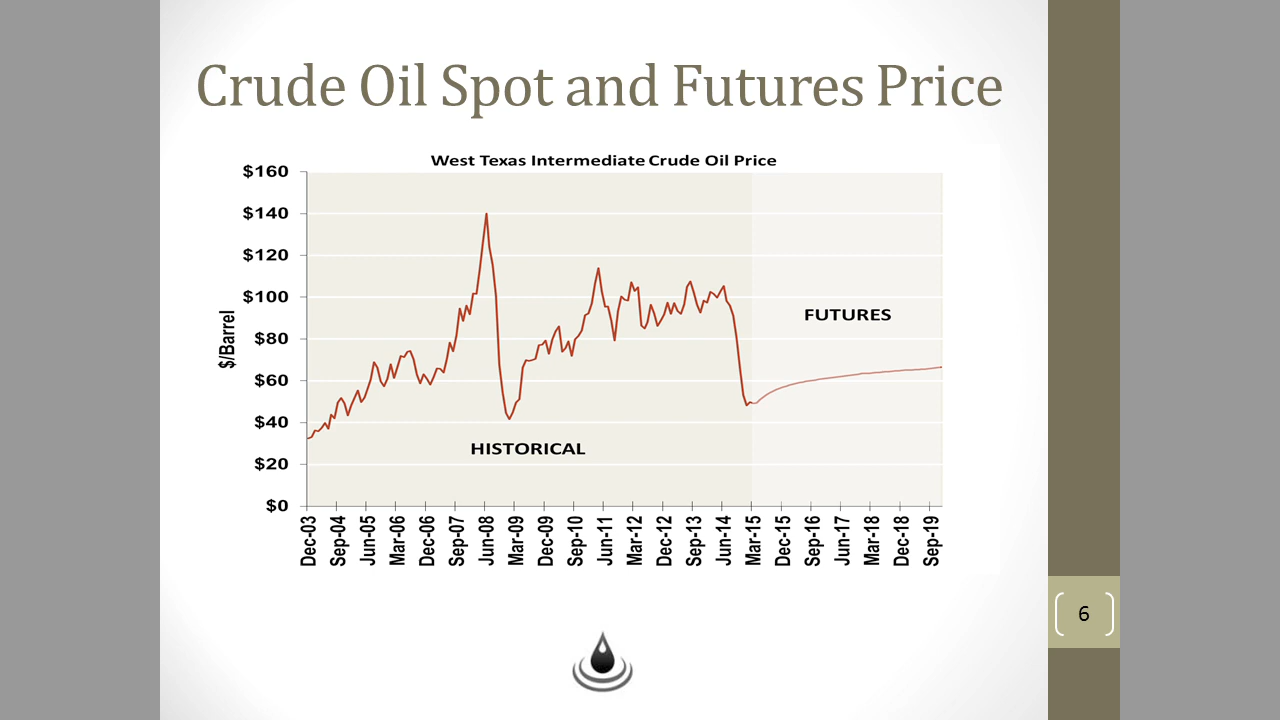 Crude Oil Spot and Futures Price
West Texas Intermediate Crude Oil Price
$160
$140
$120
$100
$80
$60
$40
$20
$0
$/Barrel
FUTURES
HISTORICAL
Dec-03
Sep-04
Jun-05
Mar-06
Dec-06
Sep-07
Jun-08
Mar-09
Dec-09
Sep-10
Jun-11
Mar-12
Dec-12
Sep-13
Jun-14
Mar-15
Dec-15
Sep-16
Jun-17
Mar-18
Dec-18
Sep-19
6